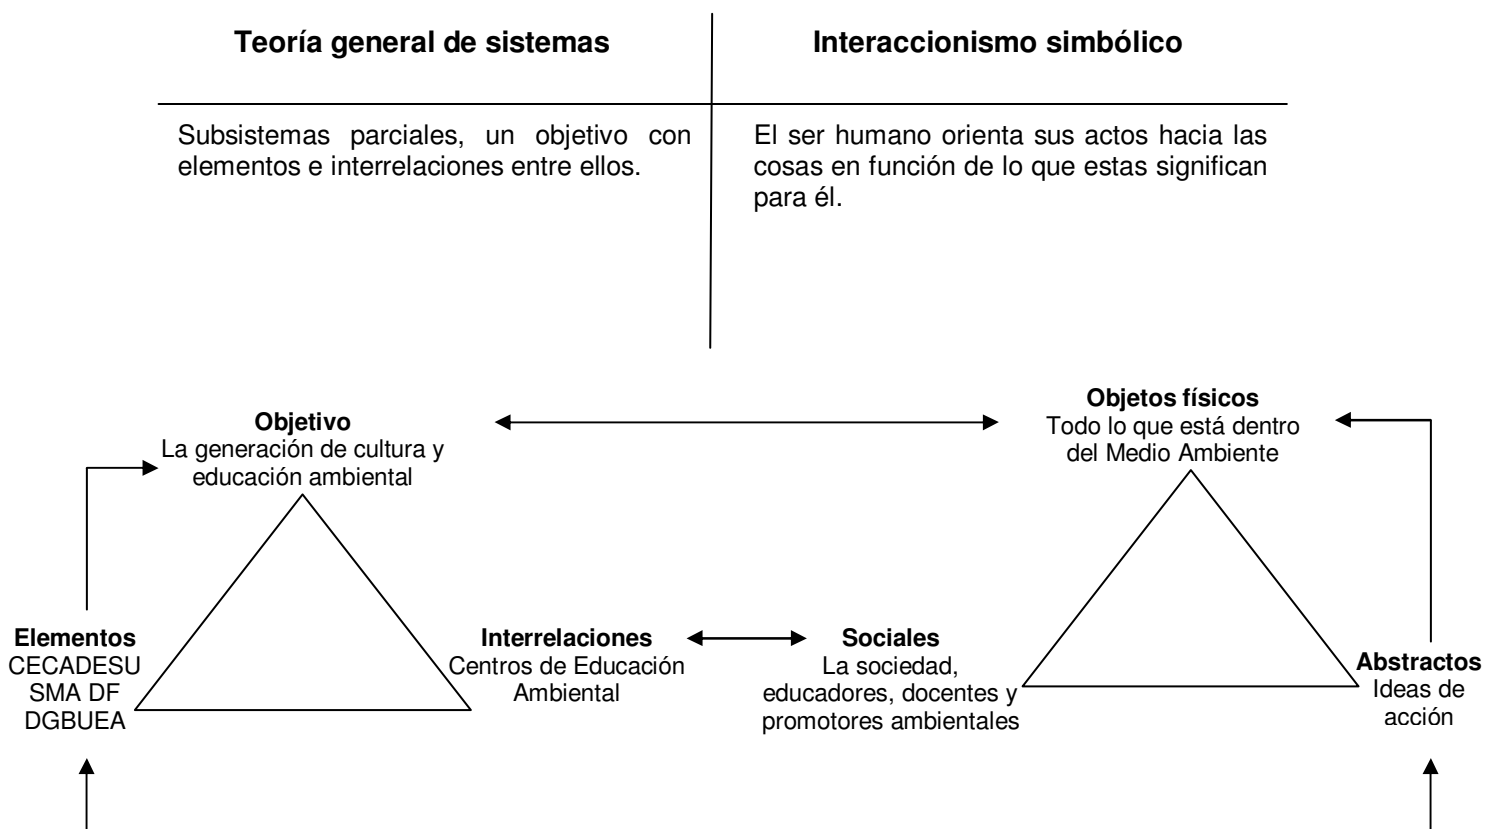 Teoría general de sistemas
Interaccionismo simbólico
Subsistemas parciales, un objetivo con
elementos e interrelaciones entre ellos.
El ser humano orienta sus actos hacia las
cosas en función de lo que estas significan
para él.
Objetivo
La generación de cultura y
educación ambiental
Objetos físicos
Todo lo que está dentro
del Medio Ambiente
Elementos
CECADESU
SMA DF
DGBUEA
Interrelaciones
Centros de Educación
Ambiental
Sociales
La sociedad,
educadores, docentes y
promotores ambientales
Abstractos
Ideas de
acción